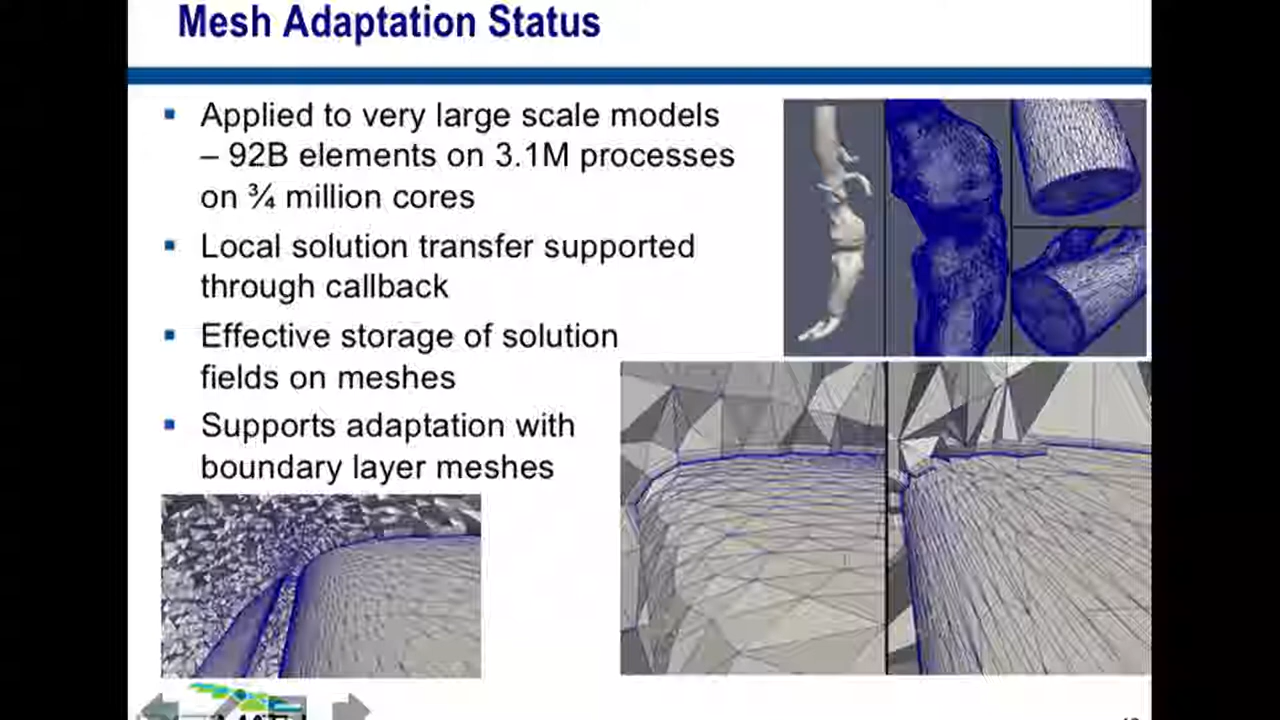 Mesh Adaptation Status
Applied to very large scale models
– 92B elements on 3.1M processes
on ¾ million cores
Local solution transfer supported
through callback
Effective storage of solution
fields on meshes
Supports adaptation with
boundary layer meshes